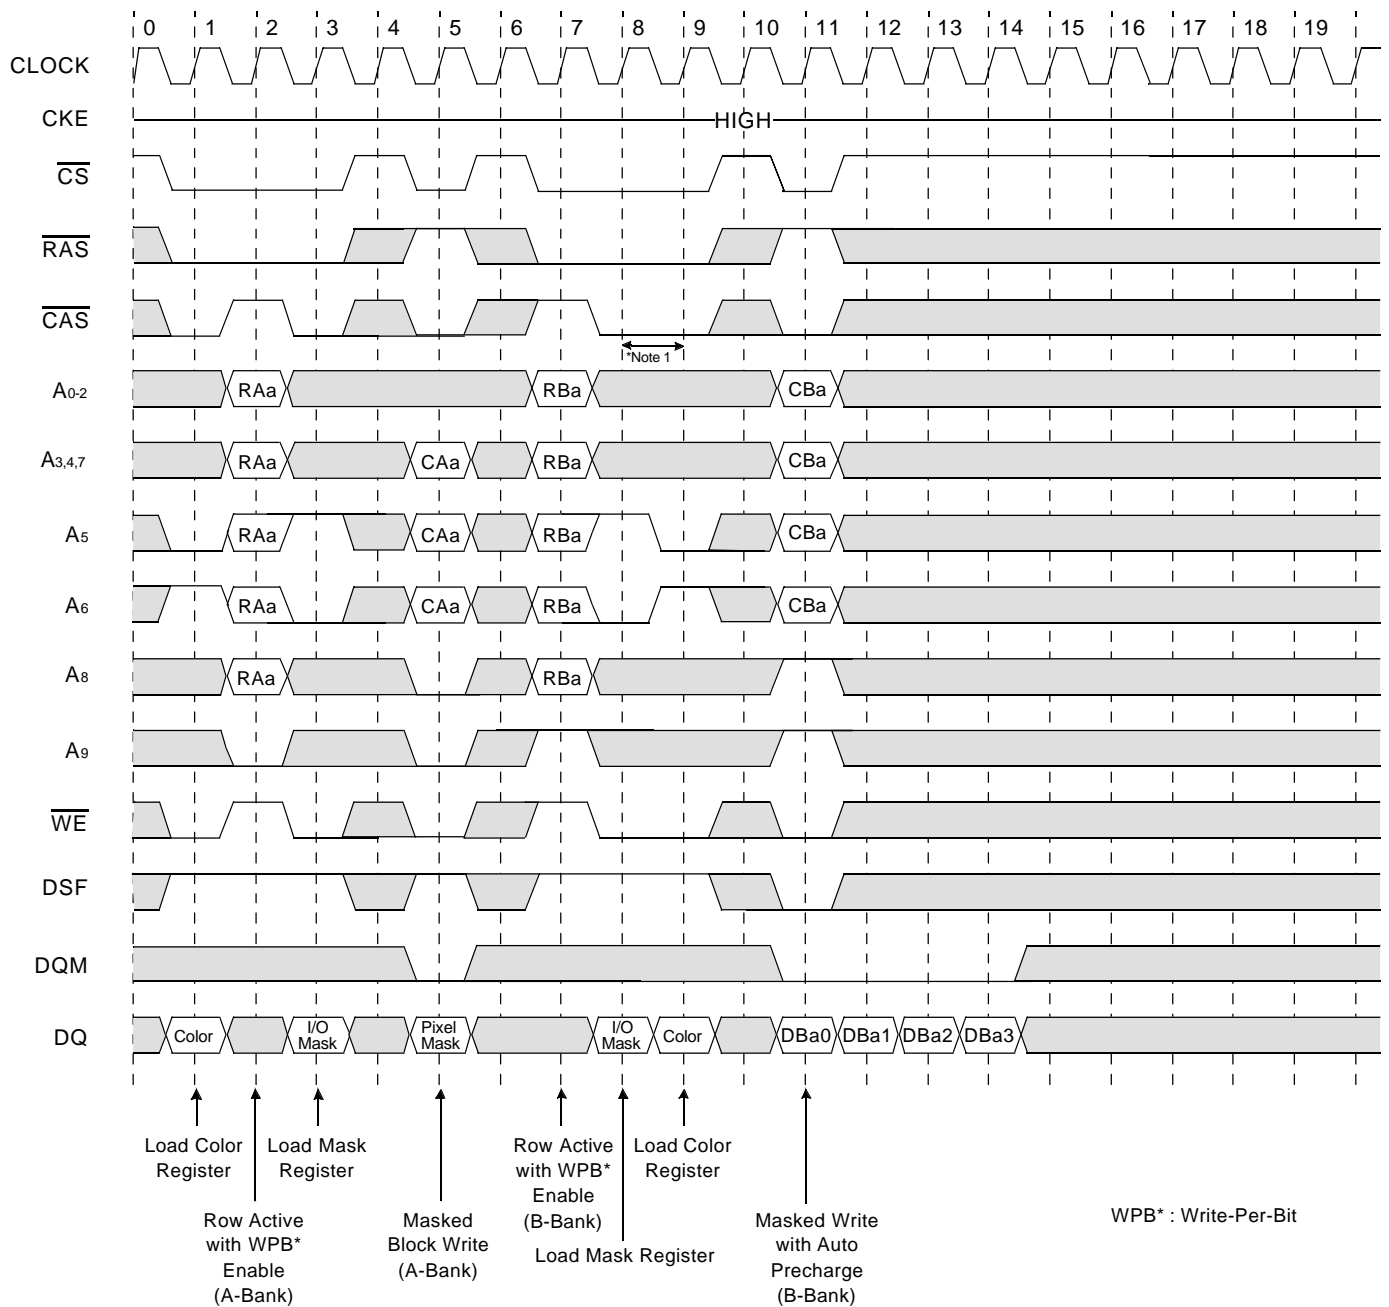 0 1 2 3 4 5 6 7 8 9 10 11 12 13 14 15 16 17 18 19
CLOCK
CKE HIGH
CS
RAS
CAS
*Note 1
A0-2 RAa RBa CBa
A3,4,7 RAa CAa RBa CBa
A5 RAa CAa RBa CBa
A6 RAa CAa RBa CBa
A8 RAa RBa
A9
WE
DSF
DQM
DQ Color I/O Mask Pixel Mask I/O Mask Color DBa0 DBa1 DBa2 DBa3
Load Color
Register
Row Active
with WPB*
Enable
(A-Bank)
Load Mask
Register
Masked
Block Write
(A-Bank)
Row Active
with WPB*
Enable
(B-Bank)
Load Mask Register
Load Color
Register
Masked Write
with Auto
Precharge
(B-Bank)
WPB* : Write-Per-Bit